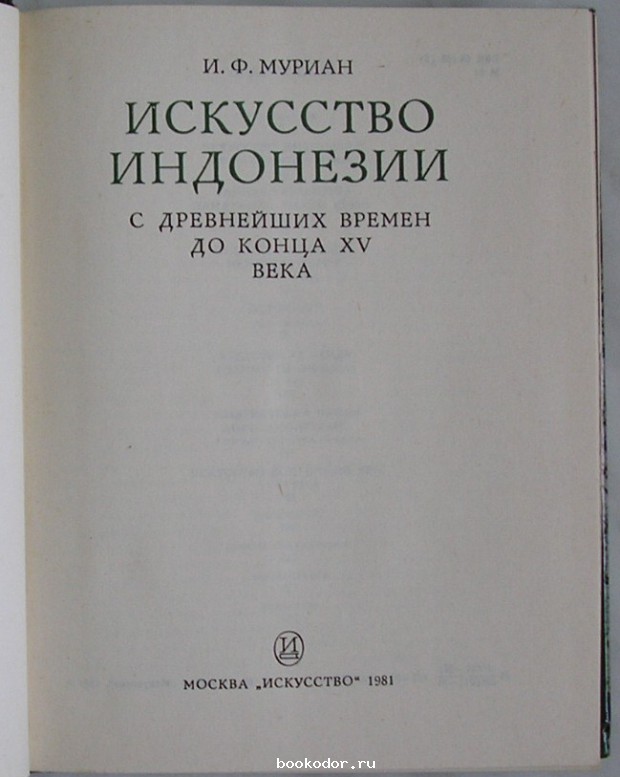 И. Ф. МУРИАН
ИСКУССТВО
ИНДОНЕЗИИ
С ДРЕВНЕЙШИХ ВРЕМЕН
ДО КОНЦА XV
ВЕКА
И
МОСКВА „ИСКУССТВО“ 1981
bookodor.ru